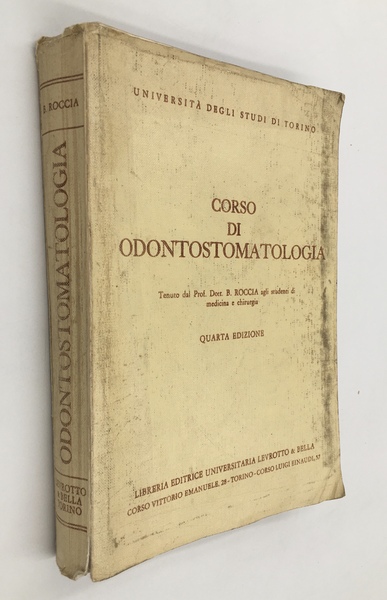 B. ROCCIA
ODONTOSTOMATOLOGIA
LEVROTTO
& BELLA
TORINO
UNIVERSITÀ DEGLI STUDI DI TORINO
CORSO
DI
ODONTOSTOMATOLOGIA
Tenuto dal Prof. Dott. B. ROCCIA agli studenti di
medicina e chirurgia
QUARTA EDIZIONE
LIBRERIA EDITRICE UNIVERSITARIA LEVROTTO & BELLA
CORSO VITTORIO EMANUELE, 28 - TORINO - CORSO LUIGI EINAUDI, 57